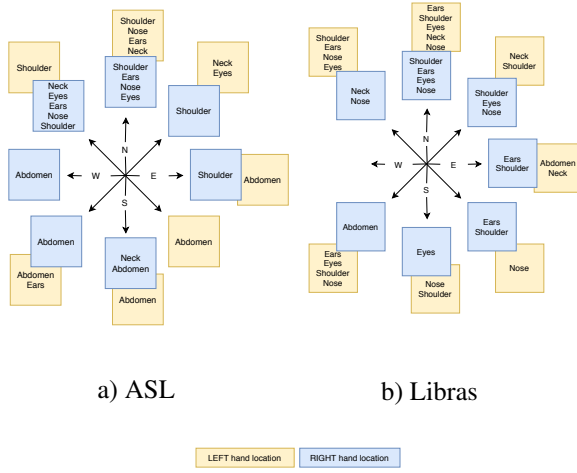 Shoulder
Nose
Ears
Neck
Shoulder
Neck
Eyes
Neck
Eyes
Ears
Nose
Shoulder
Shoulder
Ears
Nose
Eyes
Shoulder
N
Abdomen
W
E
Shoulder
Abdomen
S
Abdomen
Abdomen
Ears
Neck
Abdomen
Abdomen
Abdomen
a) ASL
Ears
Shoulder
Eyes
Neck
Nose
Shoulder
Ears
Nose
Eyes
Neck
Shoulder
Neck
Nose
Shoulder
Ears
Eyes
Nose
Shoulder
Eyes
Nose
N
W
E
Ears
Shoulder
Abdomen
Neck
S
Abdomen
Ears
Eyes
Shoulder
Nose
Eyes
Nose
Shoulder
Ears
Shoulder
Nose
b) Libras
LEFT hand location
RIGHT hand location